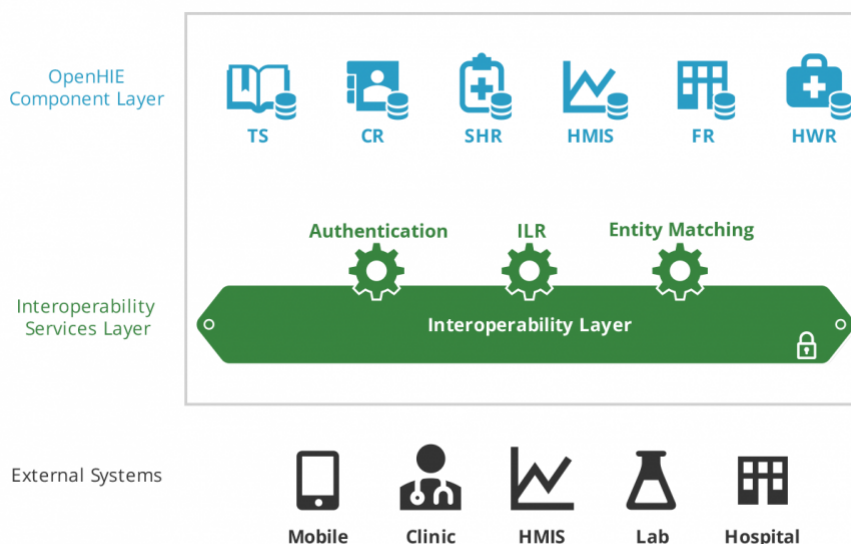 OpenHIE
Component Layer
TS CR SHR HMIS FR HWR
Authentication ILR Entity Matching
Interoperability
Services Layer
Interoperability Layer
External Systems
Mobile Clinic HMIS Lab Hospital